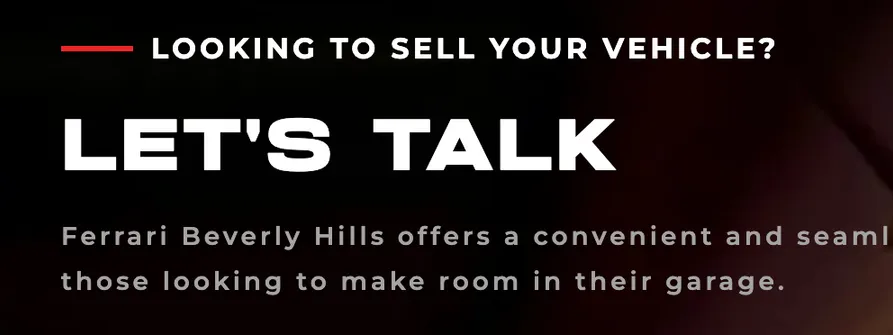 LOOKING TO SELL YOUR VEHICLE?
LET'S TALK
Ferrari Beverly Hills offers a convenient and
those looking to make room in their garage.